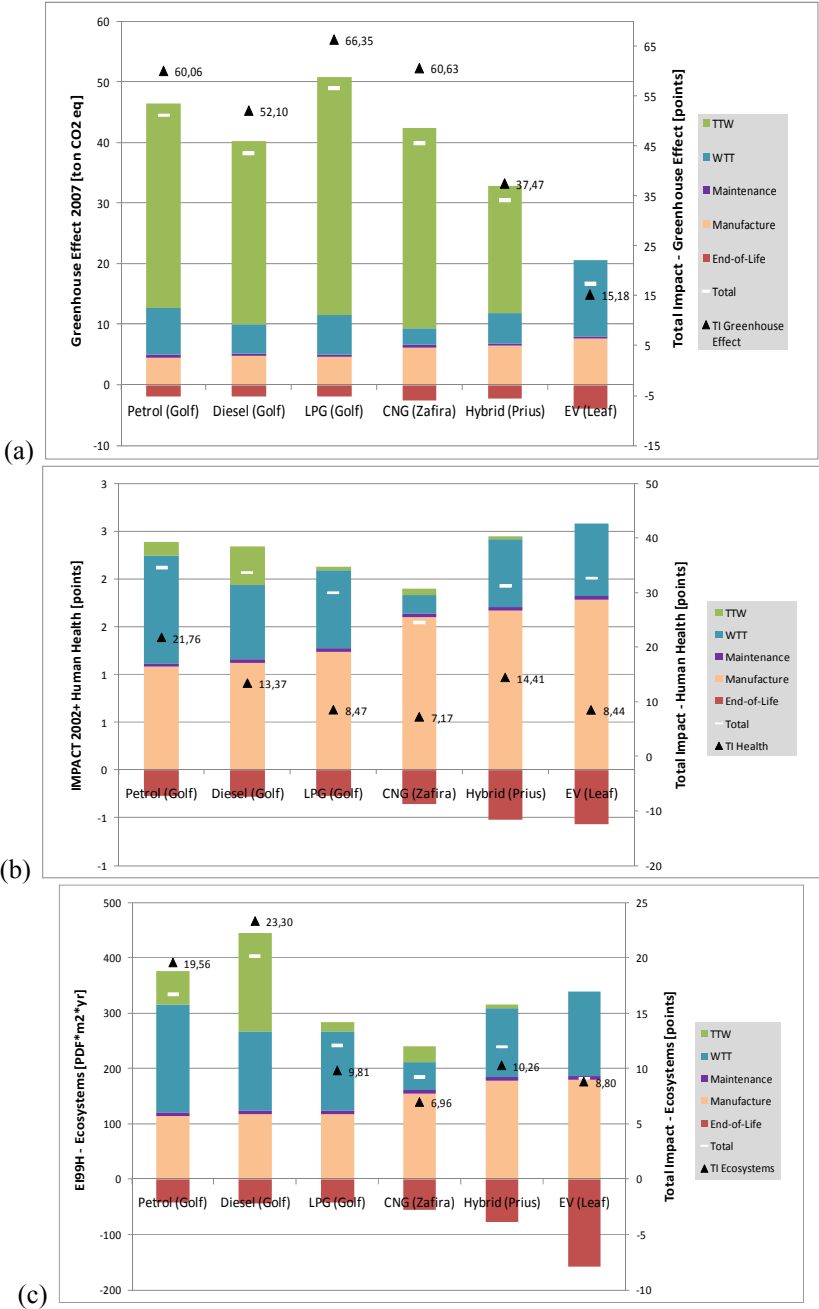 (a)
Greenhouse Effect 2007 [ton CO2 eq]
60
50
40
30
20
10
0
-10
60,06
52,10
66,35
60,63
37,47
15,18
Petrol (Golf) Diesel (Golf) LPG (Golf) CNG (Zafira) Hybrid (Prius) EV (Leaf)
65
55
45
35
25
15
5
-5
-15
Total Impact - Greenhouse Effect [points]
TTW
WTT
Maintenance
Manufacture
End-of-Life
Total
TI Greenhouse
Effect
(b)
IMPACT 2002+ Human Health [points]
3
3
2
2
1
1
0
-1
-1
21,76
13,37
8,47
7,17
14,41
8,44
Petrol (Golf) Diesel (Golf) LPG (Golf) CNG (Zafira) Hybrid (Prius) EV (Leaf)
50
40
30
20
10
0
-10
-20
Total Impact - Human Health [points]
TTW
WTT
Maintenance
Manufacture
End-of-Life
Total
TI Health
(c)
EI99H - Ecosystems [PDF*m2*yr]
500
400
300
200
100
0
-100
-200
19,56
23,30
9,81
6,96
10,26
8,80
Petrol (Golf) Diesel (Golf) LPG (Golf) CNG (Zafira) Hybrid (Prius) EV (Leaf)
25
20
15
10
5
0
-5
-10
Total Impact - Ecosystems [points]
TTW
WTT
Maintenance
Manufacture
End-of-Life
Total
TI Ecosystems